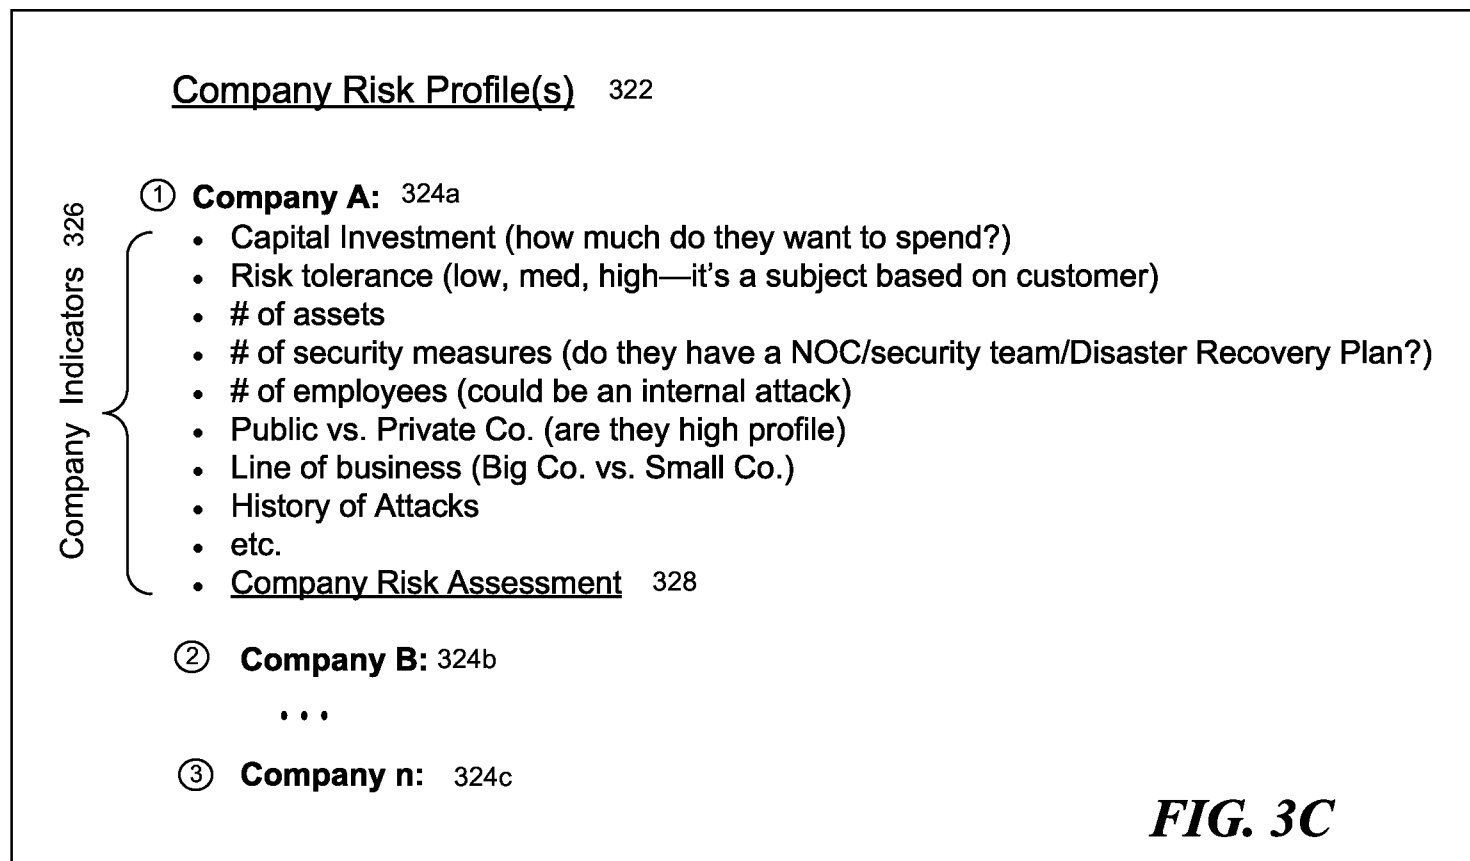 Company Risk Profile(s) 322
① Company A: 324a
Company Indicators 326
• Capital Investment (how much do they want to spend?)
• Risk tolerance (low, med, high—it's a subject based on customer)
• # of assets
• # of security measures (do they have a NOC/security team/Disaster Recovery Plan?)
• # of employees (could be an internal attack)
• Public vs. Private Co. (are they high profile)
• Line of business (Big Co. vs. Small Co.)
• History of Attacks
• etc.
• Company Risk Assessment 328
② Company B: 324b
• • •
③ Company n: 324c
FIG. 3C